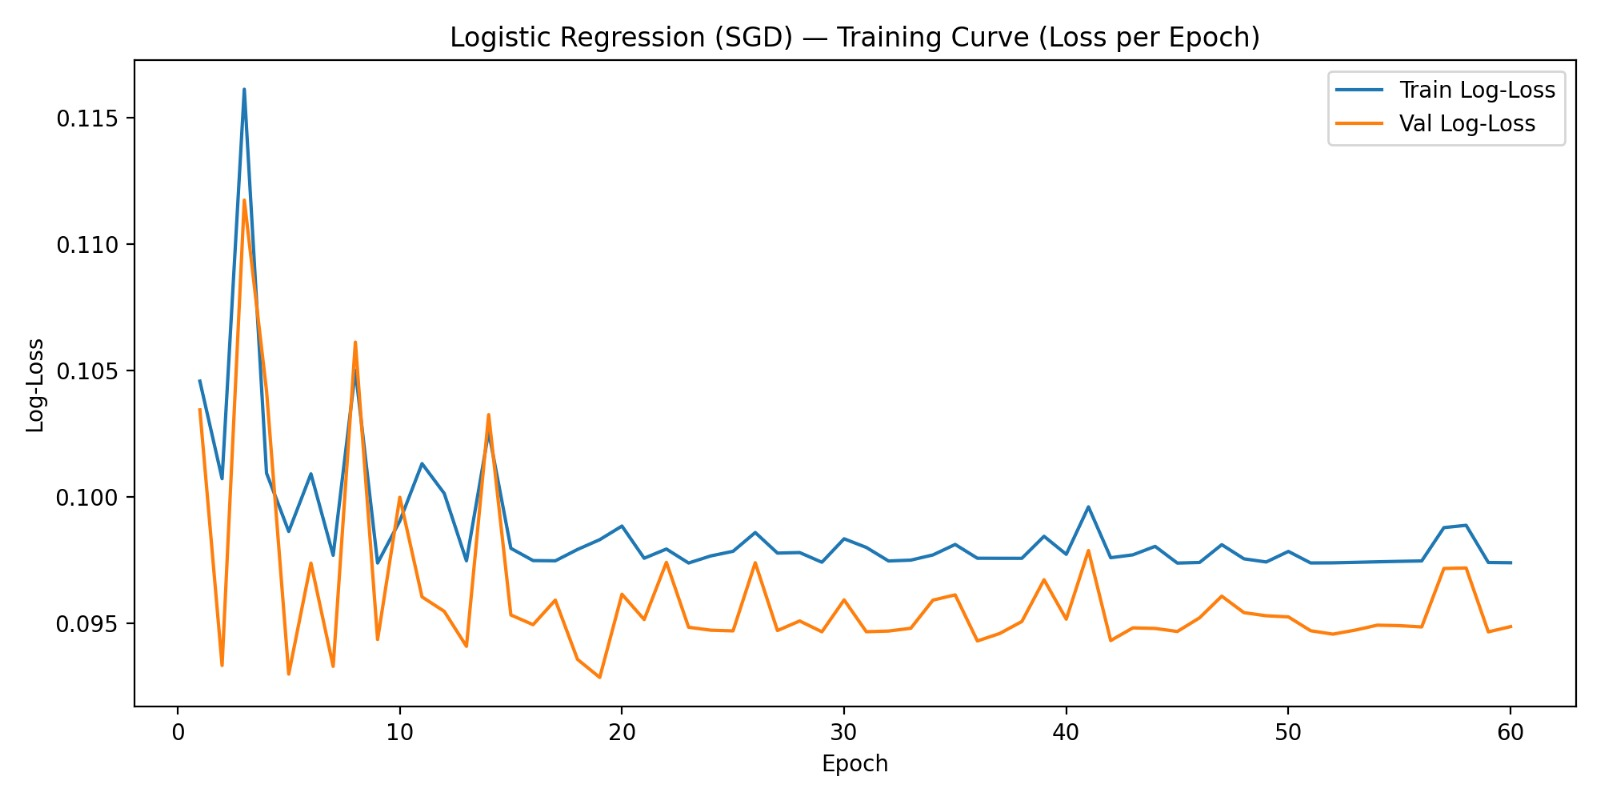 Logistic Regression (SGD) — Training Curve (Loss per Epoch)
Train Log-Loss
Val Log-Loss
0.115
0.110
0.105
0.100
0.095
Log-Loss
0 10 20 30 40 50 60
Epoch